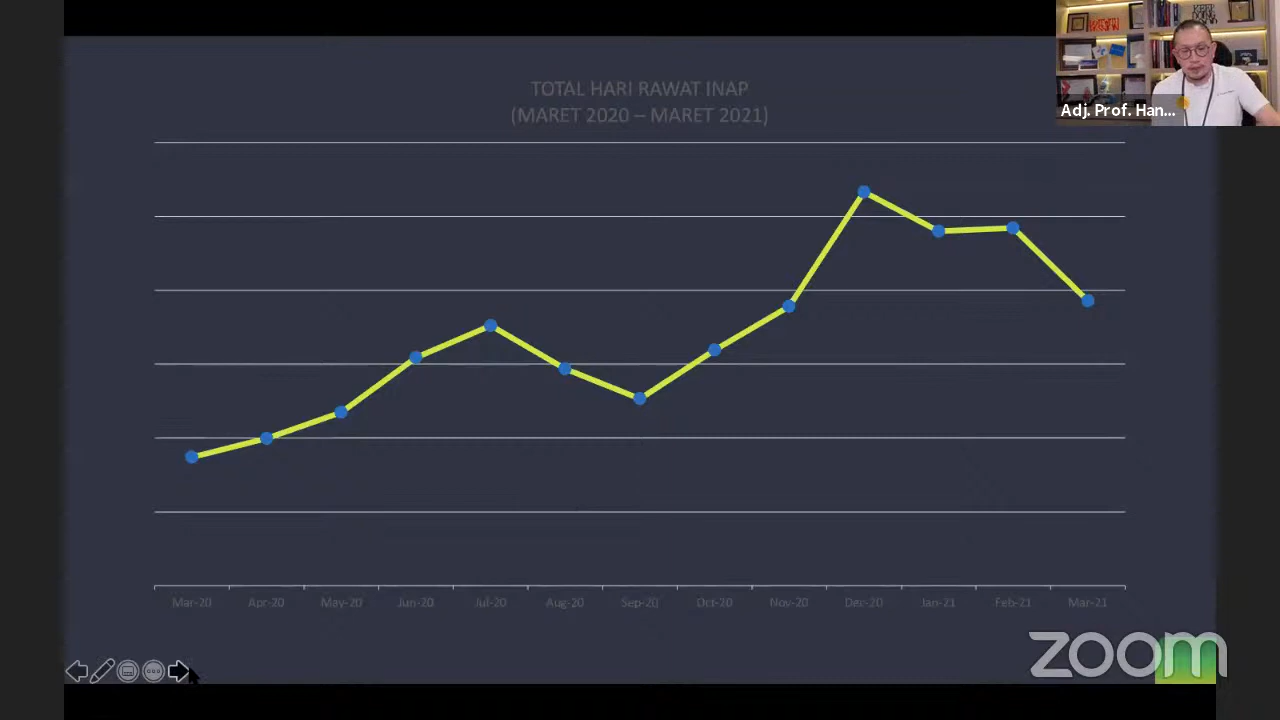 TOTAL HARI RAWAT INAP
(MARET 2020 – MARET 2021)
Adj. Prof. Han...
Mar-20 Apr-20 May-20 Jun-20 Jul-20 Aug-20 Sep-20 Oct-20 Nov-20 Dec-20 Jan-21 Feb-21 Mar-21
zoom